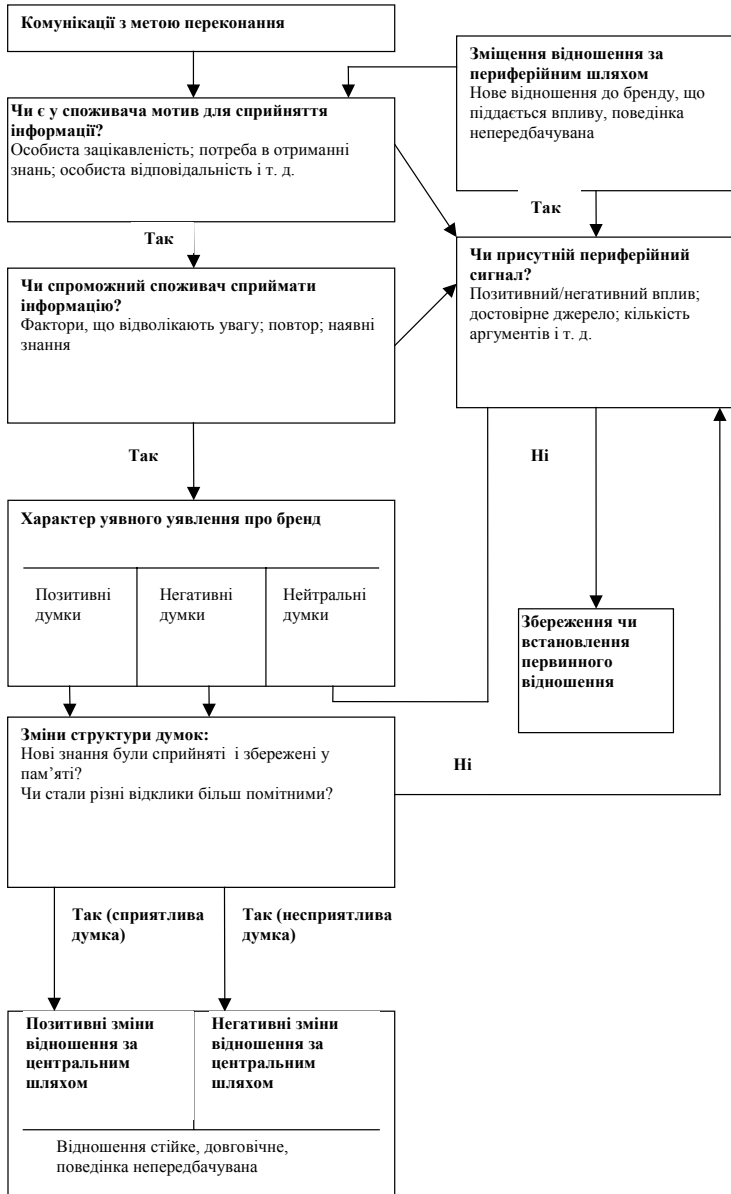 Комунікації з метою переконання
Зміщення відношення за
периферійним шляхом
Нове відношення до бренду, що
піддається впливу, поведінка
непередбачувана
Чи є у споживача мотив для сприйняття
інформації?
Особиста зацікавленість; потреба в отриманні
знань; особиста відповідальність і т. д.
Так
Так
Чи присутній периферійний
сигнал?
Позитивний/негативний вплив;
достовірне джерело; кількість
аргументів і т. д.
Чи спроможний споживач сприймати
інформацію?
Фактори, що відволікають увагу; повтор; наявні
знання
Так
Ні
Характер уявного уявлення про бренд
Позитивні
думки
Негативні
думки
Нейтральні
думки
Збереження чи
встановлення
первинного
відношення
Зміни структури думок:
Нові знання були сприйняті і збережені у
пам’яті?
Чи стали різні відклики більш помітними?
Ні
Так (сприятлива
думка)
Так (несприятлива
думка)
Позитивні зміни
відношення за
центральним
шляхом
Негативні зміни
відношення за
центральним
шляхом
Відношення стійке, довговічне,
поведінка непередбачувана